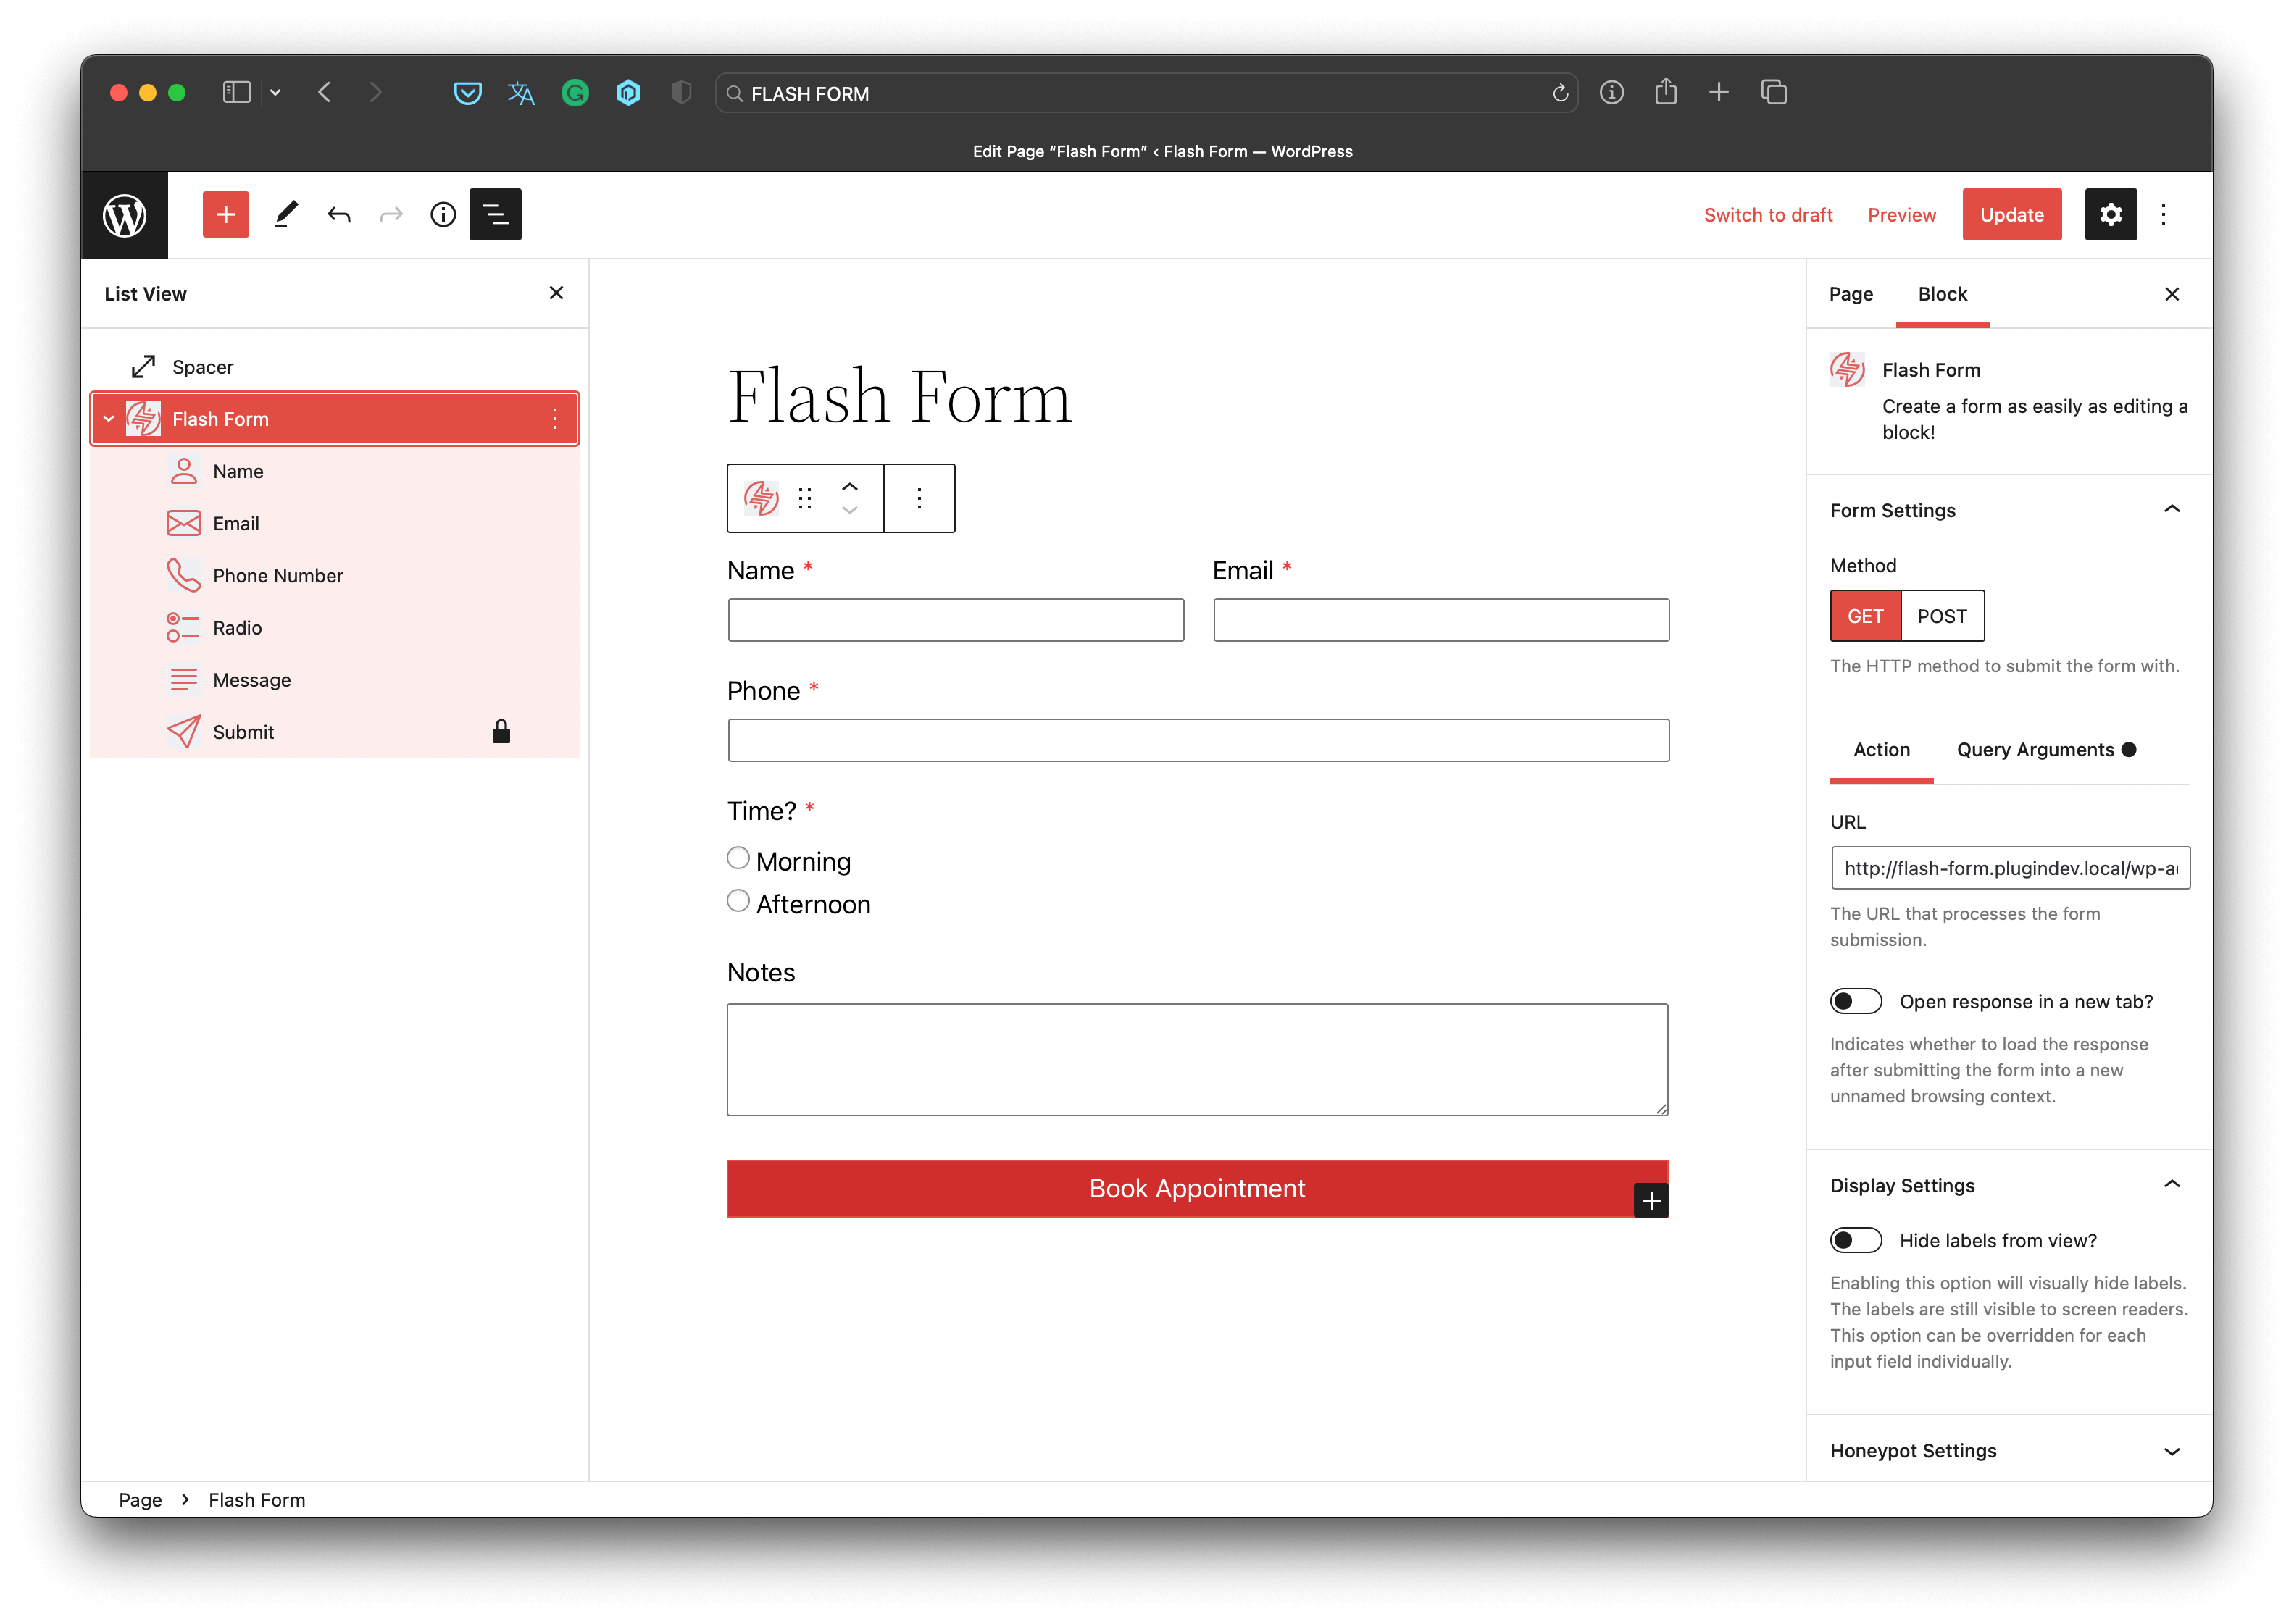 FLASH FORM
Edit Page “Flash Form” ‹ Flash Form — WordPress
Switch to draft
Preview
Update
List View
Spacer
Flash Form
Name
Email
Phone Number
Radio
Message
Submit
Flash Form
Name *
Email *
Phone *
Time? *
Morning
Afternoon
Notes
Book Appointment
Page
Block
Flash Form
Create a form as easily as editing a
block!
Form Settings
Method
GET
POST
The HTTP method to submit the form with.
Action
Query Arguments
URL
http://flash-form.plugindev.local/wp-a
The URL that processes the form
submission.
Open response in a new tab?
Indicates whether to load the response
after submitting the form into a new
unnamed browsing context.
Display Settings
Hide labels from view?
Enabling this option will visually hide labels.
The labels are still visible to screen readers.
This option can be overridden for each
input field individually.
Honeypot Settings
Page › Flash Form